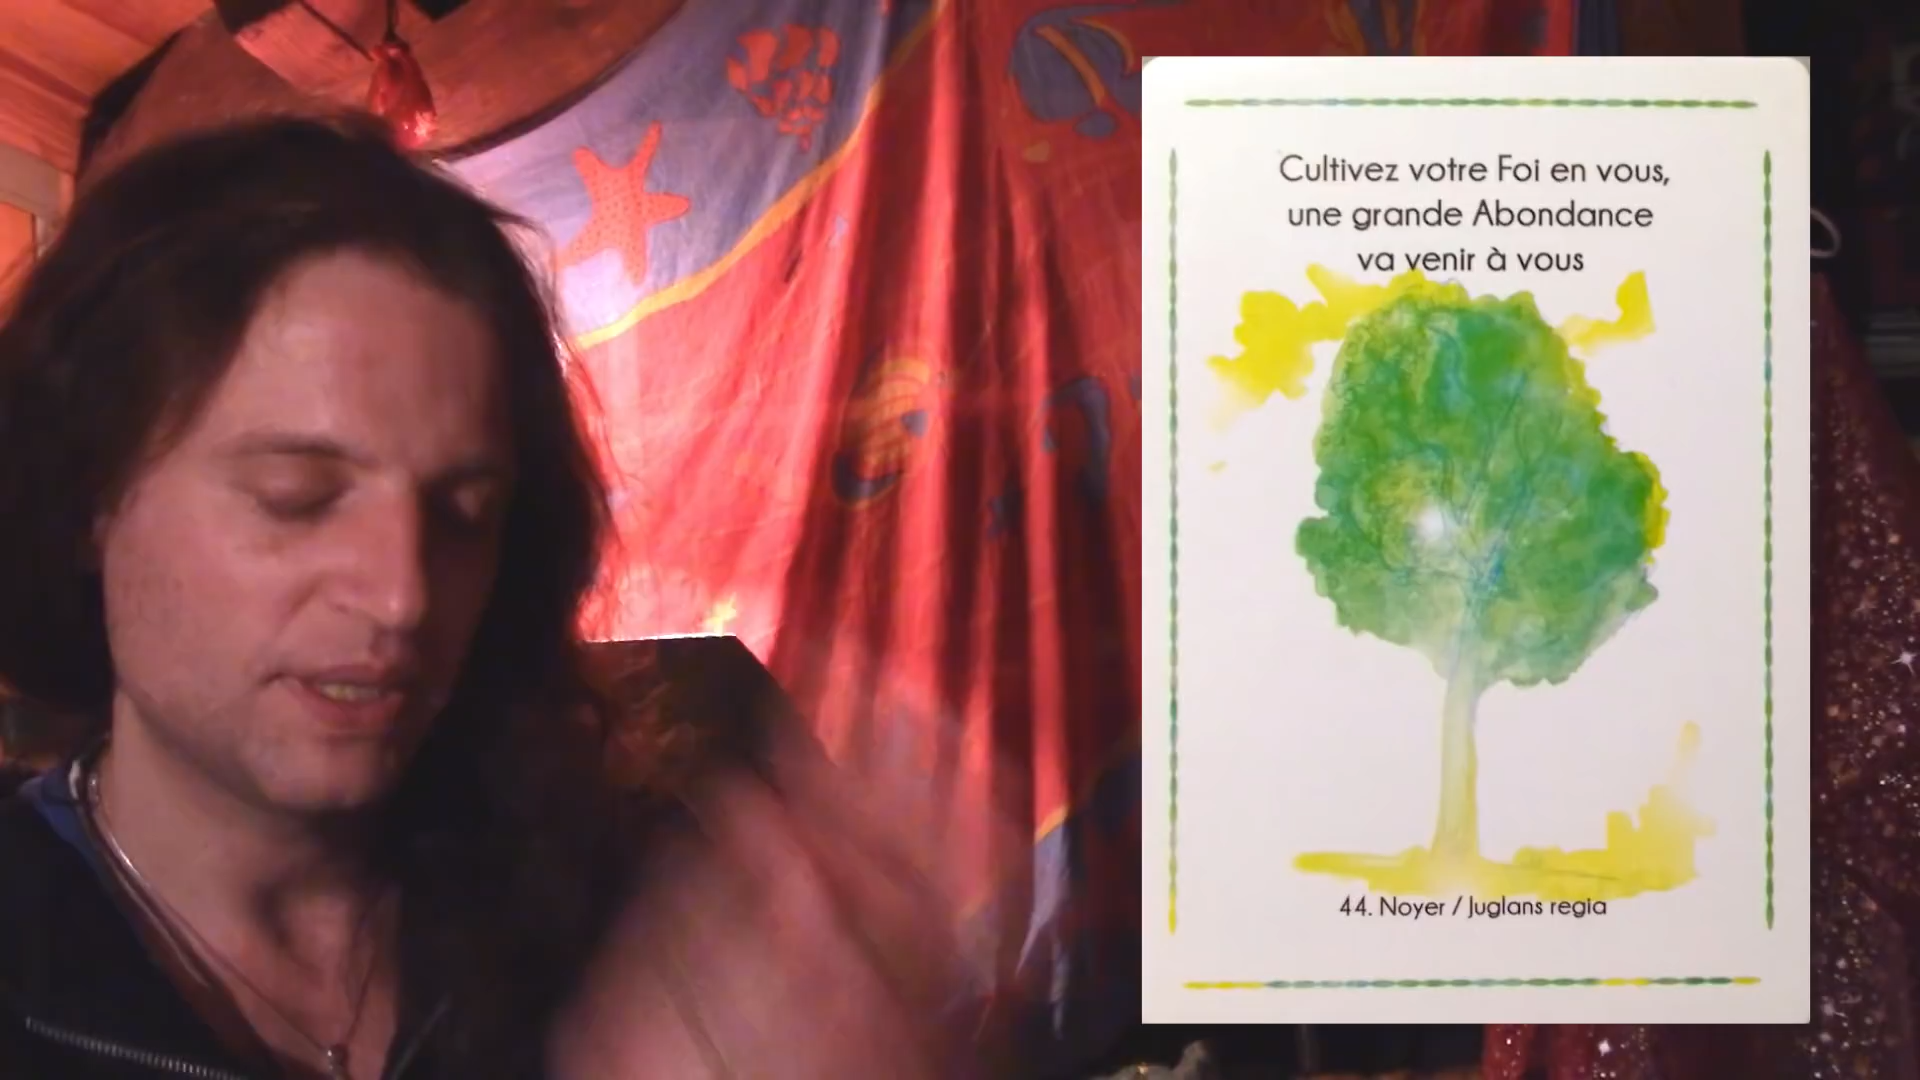 Cultivez votre Foi en vous,
une grande Abondance
va venir à vous
44. Noyer / Juglans regia